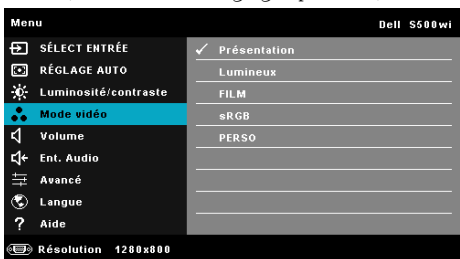 Menu Dell S500wi
SÉLECT ENTRÉE
RÉGLAGE AUTO
Luminosité/contraste
Mode vidéo
Volume
Ent. Audio
Avancé
Langue
Aide
✓ Présentation
Lumineux
FILM
sRGB
PERSO
Résolution 1280x800